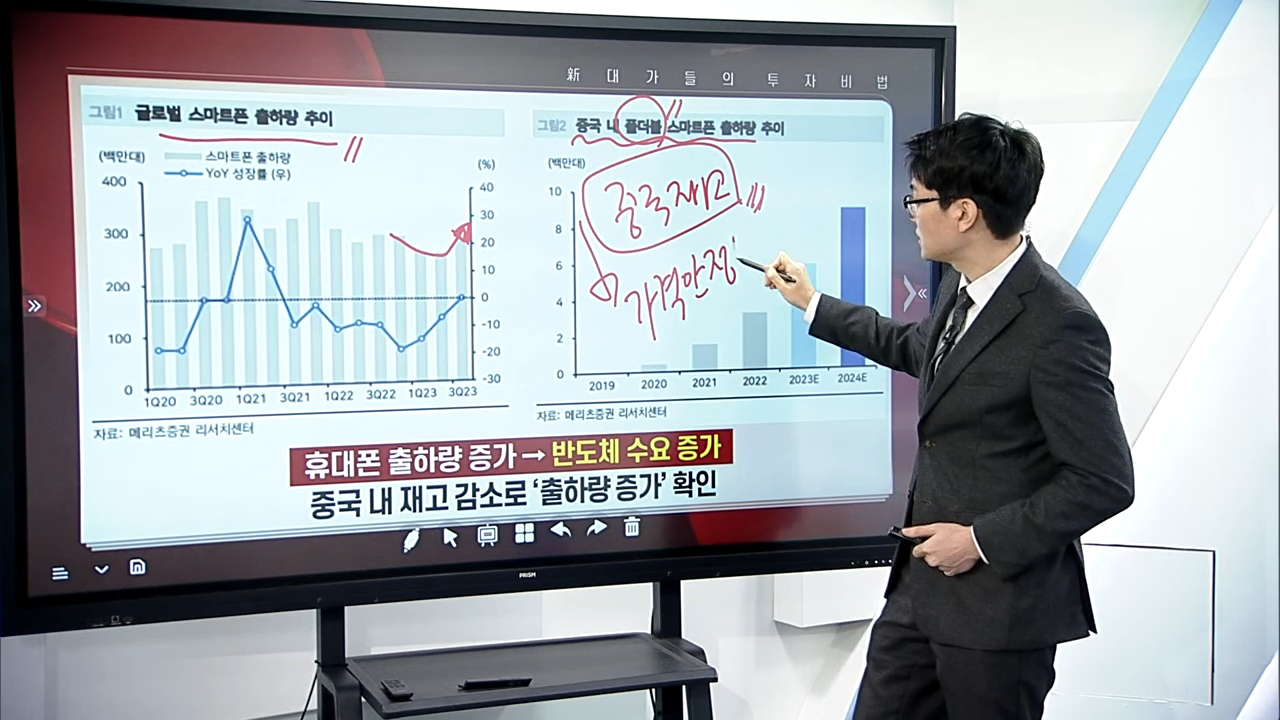 新 대 가 들 의 투 자 비 법
그림1 글로벌 스마트폰 출하량 추이
(백만대)
스마트폰 출하량
YoY 성장률 (우)
(%)
400
300
200
100
0
40
30
20
10
0
-10
-20
-30
1Q20 3Q20 1Q21 3Q21 1Q22 3Q22 1Q23 3Q23
자료: 메리츠증권 리서치센터
그림2 중국 내 폴더블 스마트폰 출하량 추이
(백만대)
10
8
6
4
2
0
중국재고
가격안정
2019 2020 2021 2022 2023E 2024E
자료: 메리츠증권 리서치센터
휴대폰 출하량 증가 → 반도체 수요 증가
중국 내 재고 감소로 ‘출하량 증가’ 확인
PRISM